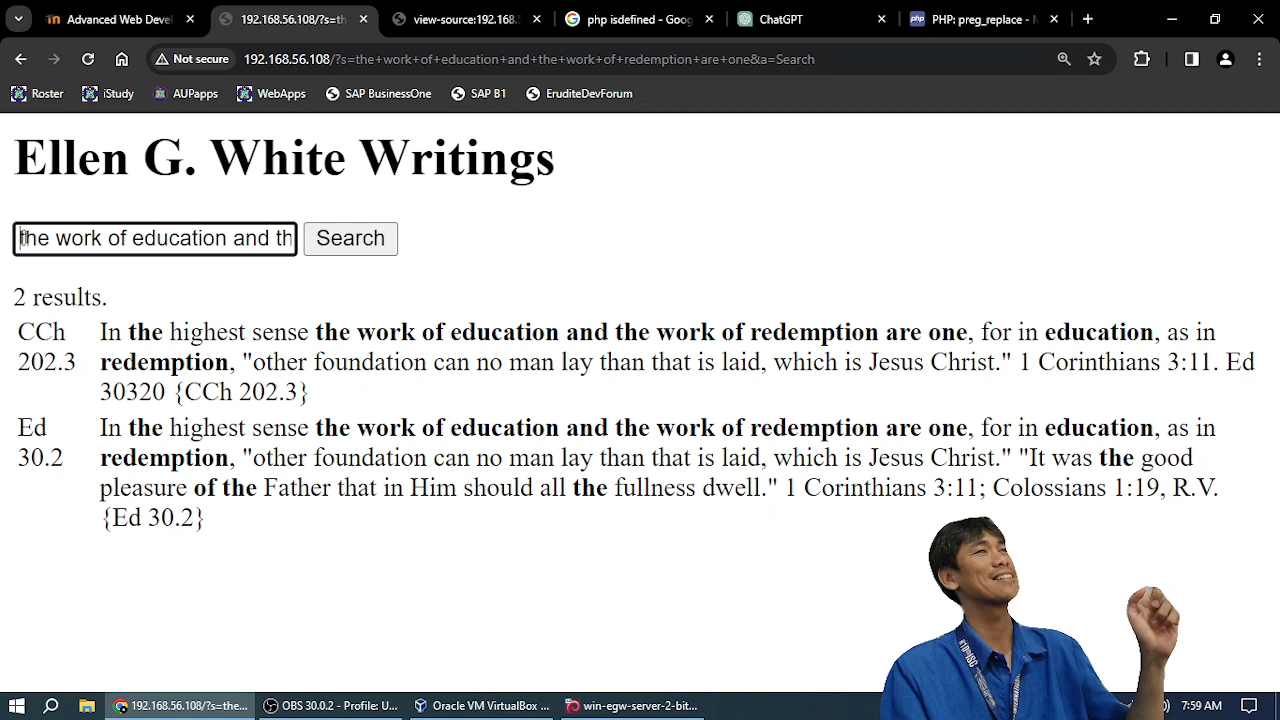 Advanced Web Devel
192.168.56.108/?s=th
view-source:192.168.5
php isdefined - Goog
ChatGPT
PHP: preg_replace - M
Not secure 192.168.56.108/?s=the+work+of+education+and+the+work+of+redemption+are+one&a=Search
Roster iStudy AUPapps WebApps SAP BusinessOne SAP B1 EruditeDevForum
Ellen G. White Writings
the work of education and th Search
2 results.
CCh In the highest sense the work of education and the work of redemption are one, for in education, as in
202.3 redemption, "other foundation can no man lay than that is laid, which is Jesus Christ." 1 Corinthians 3:11. Ed
30320 {CCh 202.3}
Ed In the highest sense the work of education and the work of redemption are one, for in education, as in
30.2 redemption, "other foundation can no man lay than that is laid, which is Jesus Christ." "It was the good
pleasure of the Father that in Him should all the fullness dwell." 1 Corinthians 3:11; Colossians 1:19, R.V.
{Ed 30.2}
192.168.56.108/?s=the... OBS 30.0.2 - Profile: U... Oracle VM VirtualBox ... win-egw-server-2-bit... 7:59 AM